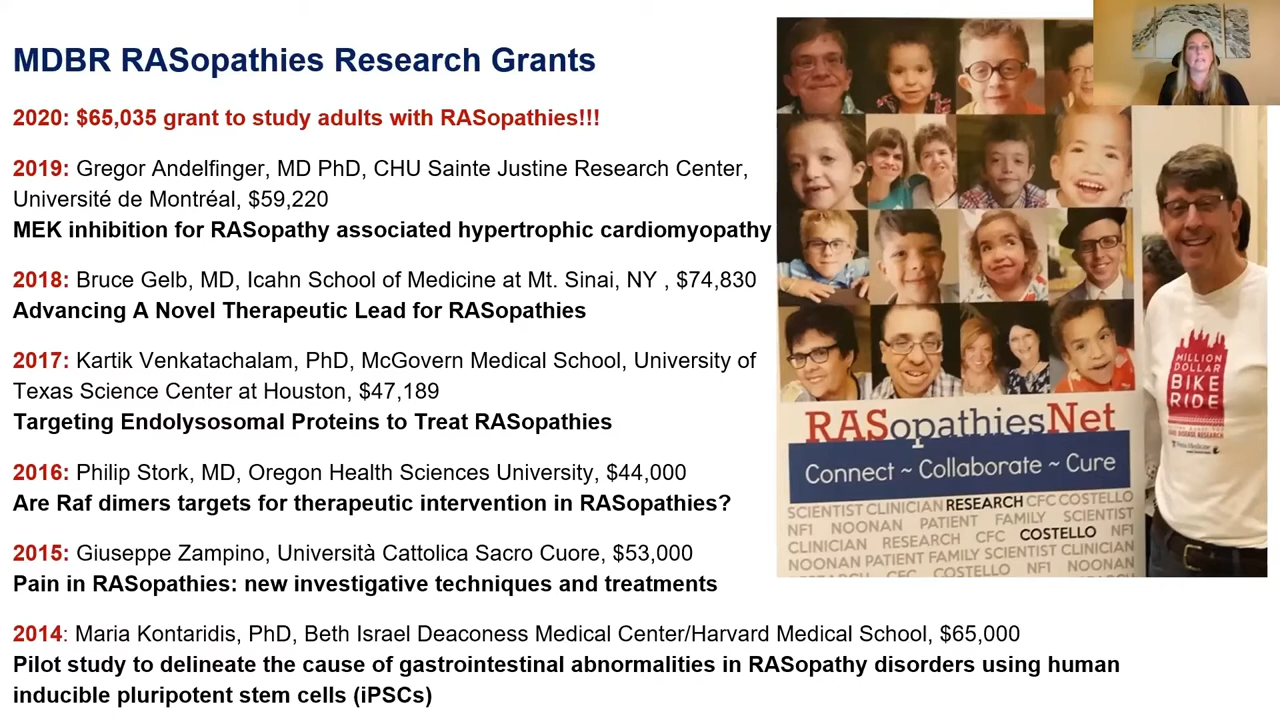 MDBR RASopathies Research Grants
2020: $65,035 grant to study adults with RASopathies!!!
2019: Gregor Andelfinger, MD PhD, CHU Sainte Justine Research Center,
Université de Montréal, $59,220
MEK inhibition for RASopathy associated hypertrophic cardiomyopathy
2018: Bruce Gelb, MD, Icahn School of Medicine at Mt. Sinai, NY , $74,830
Advancing A Novel Therapeutic Lead for RASopathies
2017: Kartik Venkatachalam, PhD, McGovern Medical School, University of
Texas Science Center at Houston, $47,189
Targeting Endolysosomal Proteins to Treat RASopathies
2016: Philip Stork, MD, Oregon Health Sciences University, $44,000
Are Raf dimers targets for therapeutic intervention in RASopathies?
2015: Giuseppe Zampino, Università Cattolica Sacro Cuore, $53,000
Pain in RASopathies: new investigative techniques and treatments
2014: Maria Kontaridis, PhD, Beth Israel Deaconess Medical Center/Harvard Medical School, $65,000
Pilot study to delineate the cause of gastrointestinal abnormalities in RASopathy disorders using human
inducible pluripotent stem cells (iPSCs)
RASopathiesNet
Connect ~ Collaborate ~ Cure
SCIENTIST CLINICIAN RESEARCH CFC COSTELLO
NF1 NOONAN PATIENT FAMILY SCIENTIST
CLINICIAN RESEARCH CFC COSTELLO NF1
NOONAN PATIENT FAMILY SCIENTIST CLINICIAN
RESEARCH CFC COSTELLO NF1 NOONAN
MILLION
DOLLAR
BIKE
RIDE